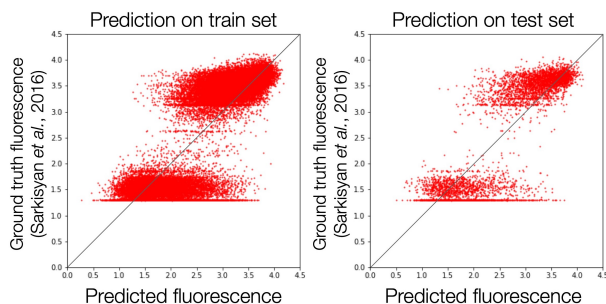 Prediction on train set
Ground truth fluorescence
(Sarkisyan et al., 2016)
4.5
4.0
3.5
3.0
2.5
2.0
1.5
1.0
0.5
0.0
0.0 0.5 1.0 1.5 2.0 2.5 3.0 3.5 4.0 4.5
Predicted fluorescence
Prediction on test set
Ground truth fluorescence
(Sarkisyan et al., 2016)
4.5
4.0
3.5
3.0
2.5
2.0
1.5
1.0
0.5
0.0
0.0 0.5 1.0 1.5 2.0 2.5 3.0 3.5 4.0 4.5
Predicted fluorescence